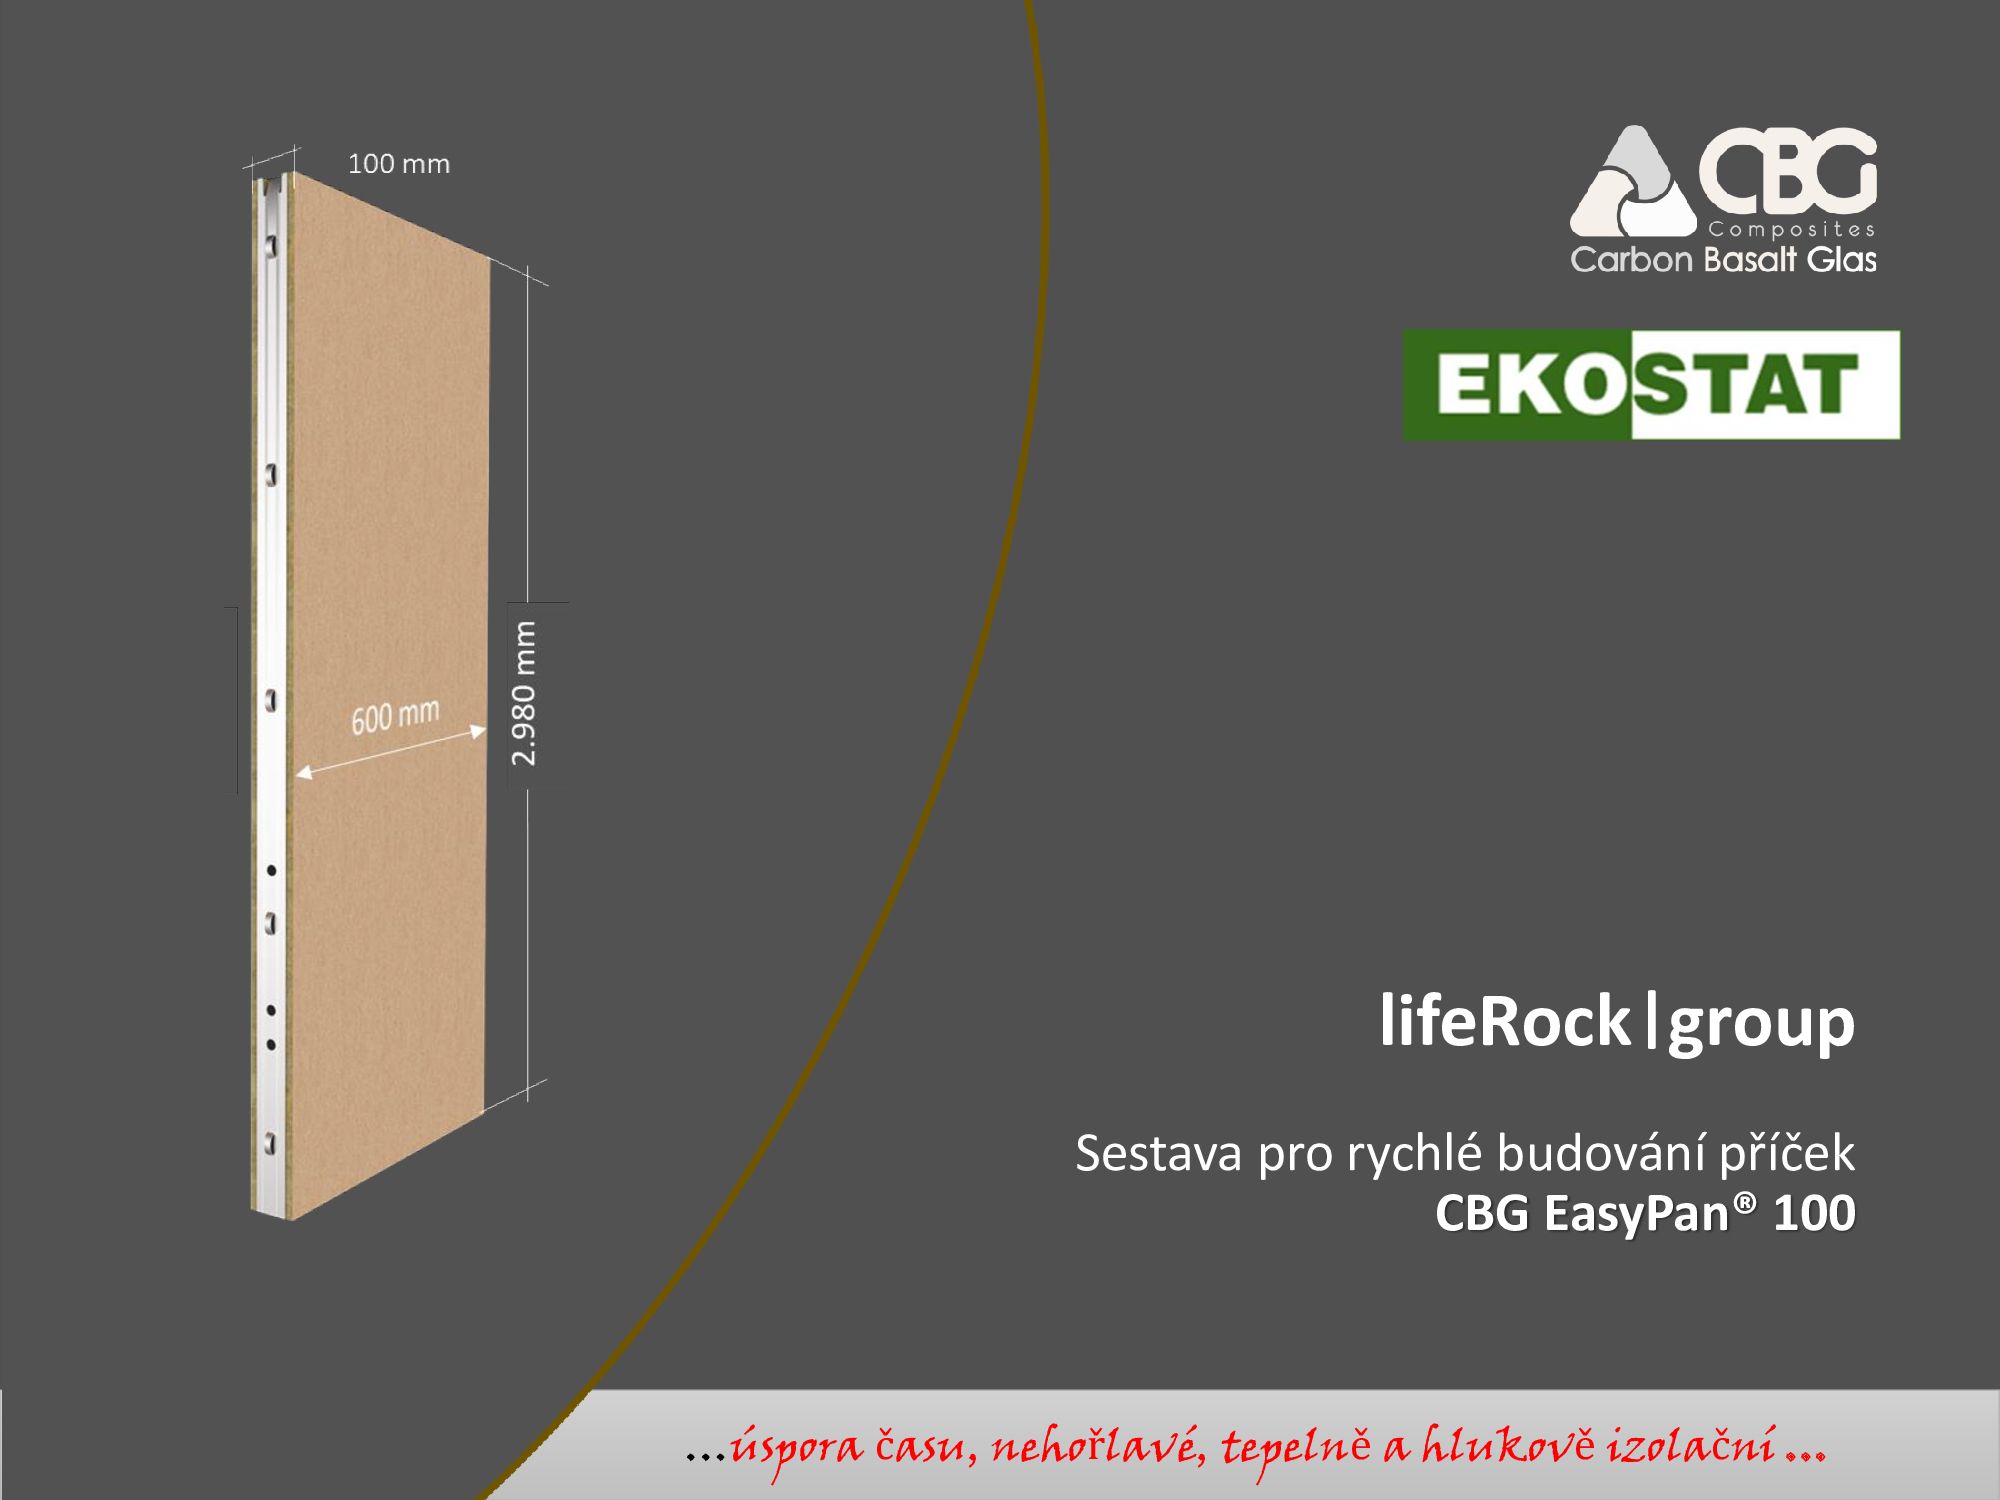 100 mm
600 mm
2.980 mm
CBG
Composites
Carbon Basalt Glas
EKOSTAT
lifeRock|group
Sestava pro rychlé budování příček
CBG EasyPan® 100
...úspora času, nehořlavé, tepelně a hlukově izolační ...